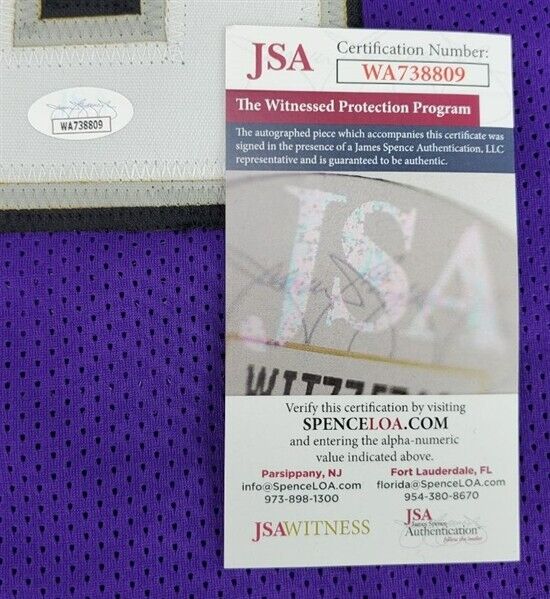 JSA
Certification Number:
WA738809
The Witnessed Protection Program
The autographed piece which accompanies this certificate was
signed in the presence of a James Spence Authentication, LLC
representative and is guaranteed to be authentic.
WA738809
JSA
Verify this certification by visiting
SPENCELOA.COM
and entering the alpha-numeric
value indicated above.
Parsippany, NJ
info@SpenceLOA.com
973-898-1300
Fort Lauderdale, FL
florida@SpenceLOA.com
954-380-8670
JSAWITNESS
JSA
James Spence
Authentication